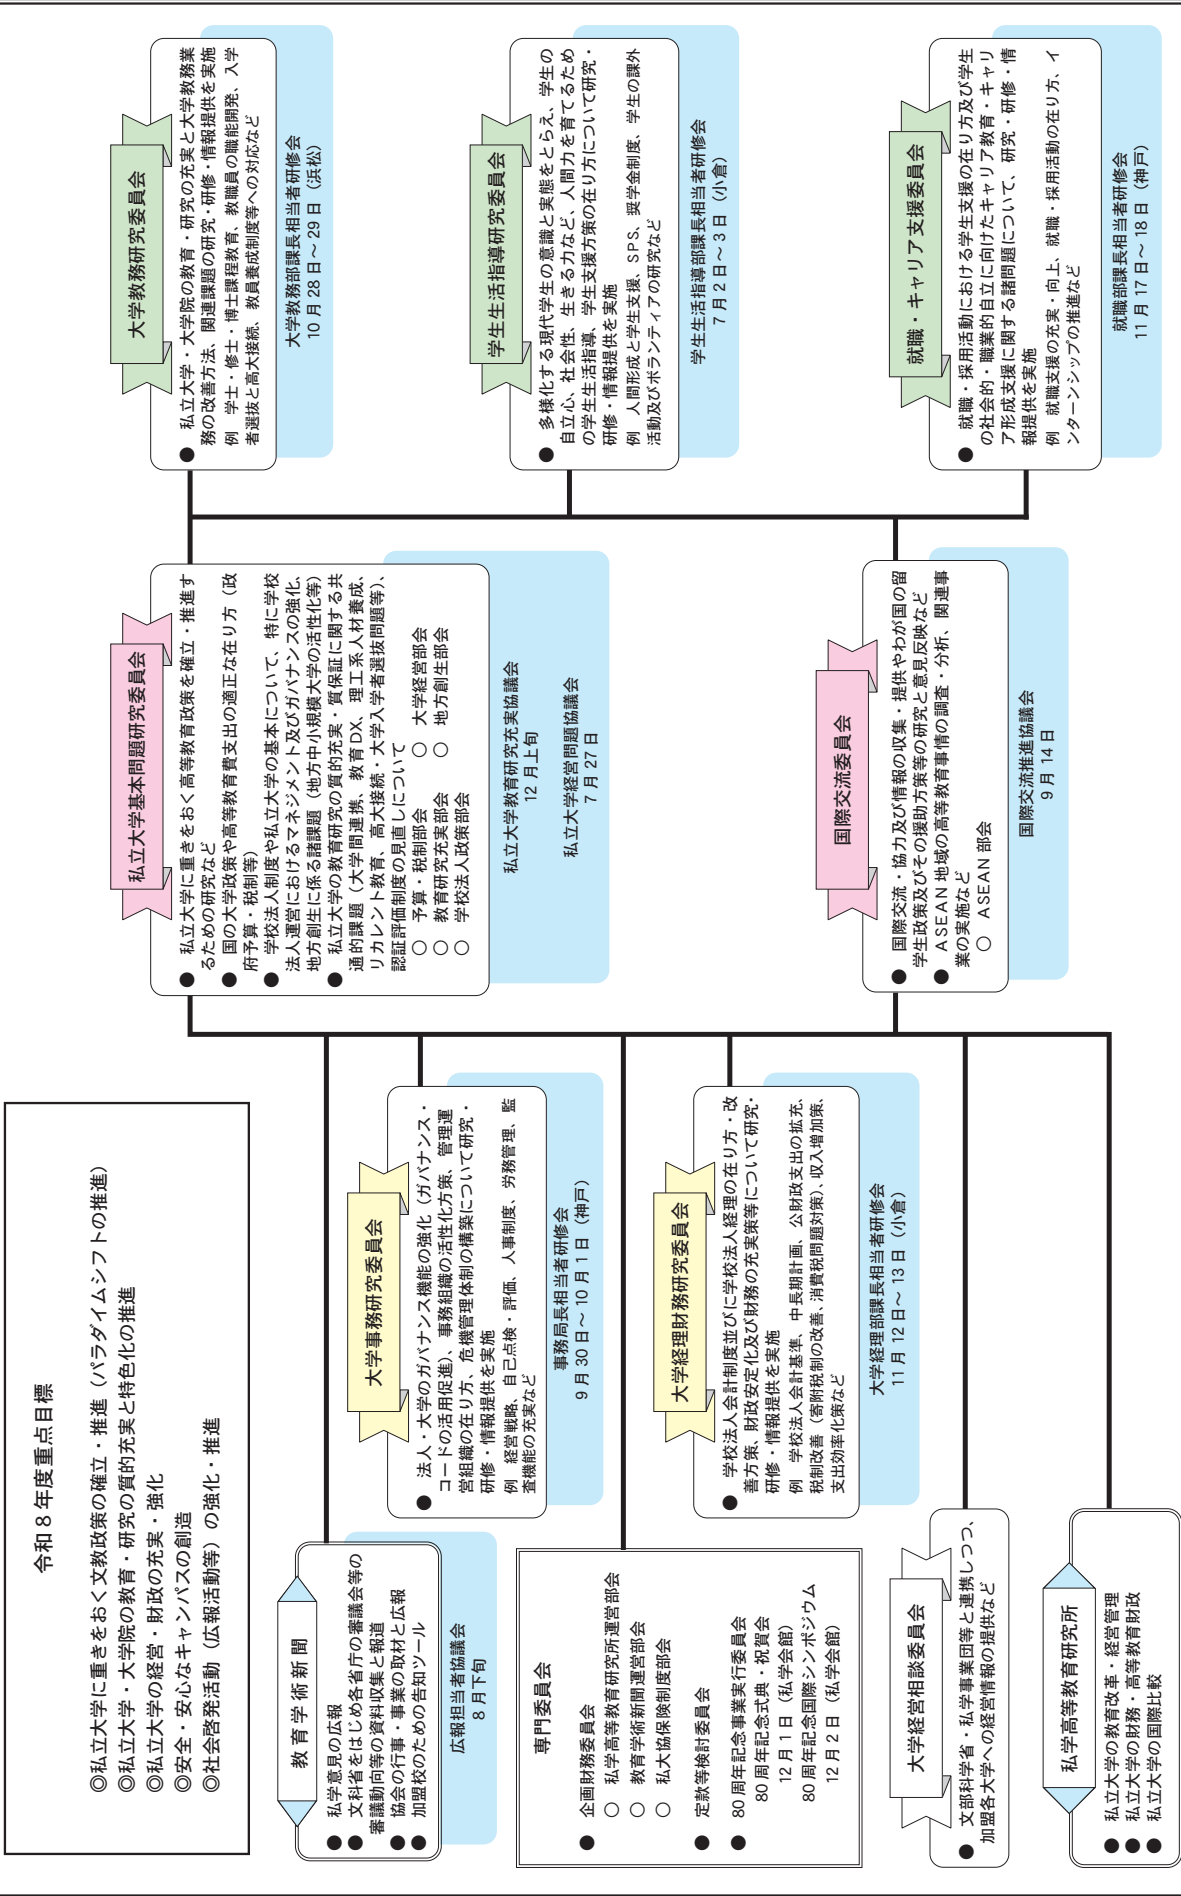 令和８年度重点目標
◎私立大学に重きをおく文教政策の確立・推進（パラダイムシフトの推進）
◎私立大学・大学院の教育・研究の質的充実と特色化の推進
◎私立大学の経営・財政の充実・強化
◎安全・安心なキャンパスの創造
◎社会啓発活動（広報活動等）の強化・推進
教育学術新聞
● 私学意見の広報
● 文科省をはじめ各省庁の審議会等の
審議動向等の資料収集と報道
● 協会の行事・事業の取材と広報
● 加盟校のための告知ツール
広報担当者協議会
８月下旬
専門委員会
● 企画財務委員会
○ 私学高等教育研究所運営部会
○ 教育学術新聞運営部会
○ 私大協保険制度部会
● 定款等検討委員会
● 80周年記念事業実行委員会
80周年記念式典・祝賀会
12月１日（私学会館）
80周年記念国際シンポジウム
12月２日（私学会館）
大学経営相談委員会
● 文部科学省・私学事業団等と連携しつつ、
加盟各大学への経営情報の提供など
私学高等教育研究所
● 私立大学の教育改革・経営管理
● 私立大学の財務・高等教育財政
● 私立大学の国際比較
大学事務研究委員会
● 法人・大学のガバナンス機能の強化（ガバナンス・
コードの活用促進）、事務組織の活性化方策、管理運
営組織の在り方、危機管理体制の構築について研究・
研修・情報提供を実施
例　経営戦略、自己点検・評価、人事制度、労務管理、監
査機能の充実など
事務局長相当者研修会
９月30日～10月１日（神戸）
大学経理財務研究委員会
● 学校法人会計制度並びに学校法人経理の在り方・改
善方策、財政安定化及び財務の充実策等について研究・
研修・情報提供を実施
例　学校法人会計基準、中長期計画、公財政支出の拡充、
税制改善（寄附税制の改善、消費税問題対策）、収入増加策、
支出効率化策など
大学経理部課長相当者研修会
11月12日～13日（小倉）
私立大学基本問題研究委員会
● 私立大学に重きをおく高等教育政策を確立・推進す
るための研究など
● 国の大学政策や高等教育費支出の適正な在り方（政
府予算・税制等）
● 学校法人制度や私立大学の基本について、特に学校
法人運営におけるマネジメント及びガバナンスの強化、
地方創生に係る諸課題（地方中小規模大学の活性化等）
● 私立大学の教育研究の質的充実・質保証に関する共
通的課題（大学間連携、教育DX、理工系人材養成、
リカレント教育、高大接続・大学入学者選抜問題等）、
認証評価制度の見直しについて
○ 予算・税制部会　○ 大学経営部会
○ 教育研究充実部会　○ 地方創生部会
○ 学校法人政策部会
私立大学教育研究充実協議会
12月上旬
私立大学経営問題協議会
７月27日
国際交流委員会
● 国際交流・協力及び情報の収集・提供やわが国の留
学生政策及びその援助方策等の研究と意見反映など
● ASEAN地域の高等教育事情の調査・分析、関連事
業の実施など
○ ASEAN部会
国際交流推進協議会
９月14日
大学教務研究委員会
● 私立大学・大学院の教育・研究の充実と大学教務業
務の改善方法、関連課題の研究・研修・情報提供を実施
例　学士・修士・博士課程教育、教職員の職能開発、入学
者選抜と高大接続、教員養成制度等への対応など
大学教務部課長相当者研修会
10月28日～29日（浜松）
学生生活指導研究委員会
● 多様化する現代学生の意識と実態をとらえ、学生の
自立心、社会性、生きる力など、人間力を育てるため
の学生生活指導、学生支援方策の在り方について研究・
研修・情報提供を実施
例　人間形成と学生支援、SPS、奨学金制度、学生の課外
活動及びボランティアの研究など
学生生活指導部課長相当者研修会
７月２日～３日（小倉）
就職・キャリア支援委員会
● 就職・採用活動における学生支援の在り方及び学生
の社会的・職業的自立に向けたキャリア教育・キャリ
ア形成支援に関する諸問題について、研究・研修・情
報提供を実施
例　就職支援の充実・向上、就職・採用活動の在り方、イ
ンターンシップの推進など
就職部課長相当者研修会
11月17日～18日（神戸）